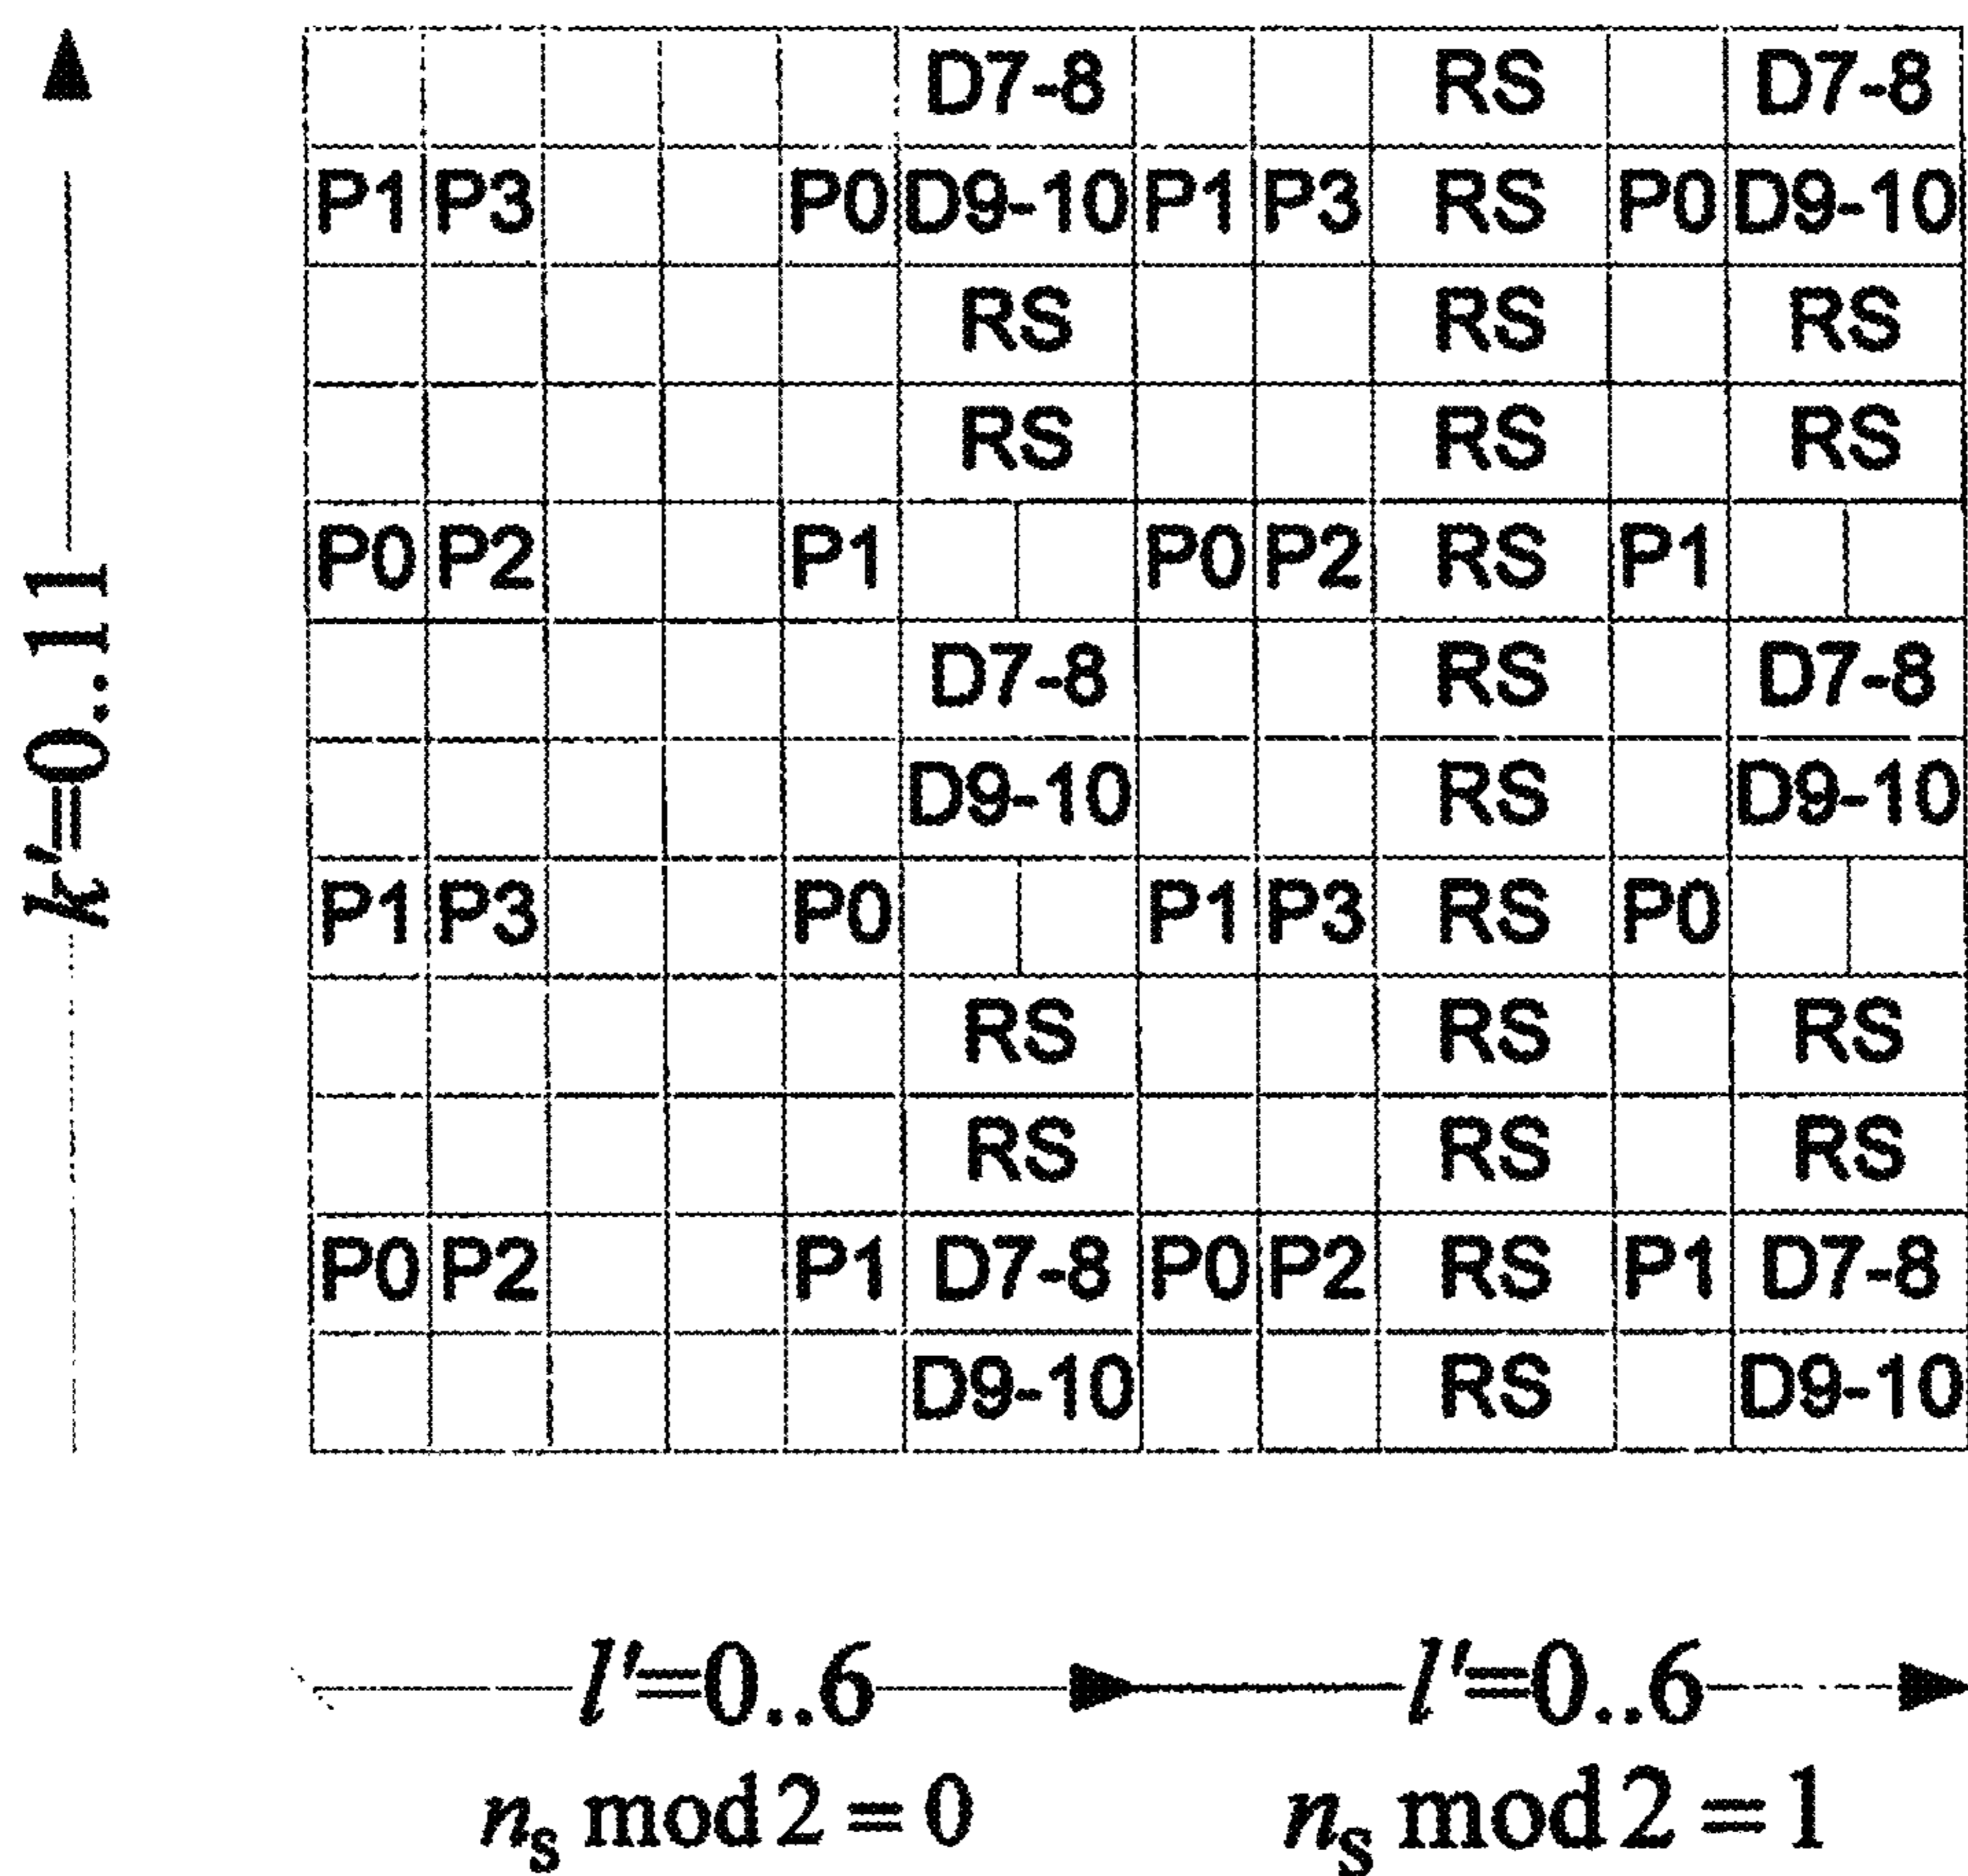 D7-8 RS D7-8
P1 P3 P0 D9-10 P1 P3 RS P0 D9-10
RS RS RS
RS RS RS
P0 P2 P1 P0 P2 RS P1
D7-8 RS D7-8
D9-10 RS D9-10
P1 P3 P0 P1 P3 RS P0
RS RS RS
RS RS RS
P0 P2 P1 D7-8 P0 P2 RS P1 D7-8
D9-10 RS D9-10
k'=0..11
l'=0..6 l'=0..6
n_s mod 2 = 0 n_s mod 2 = 1